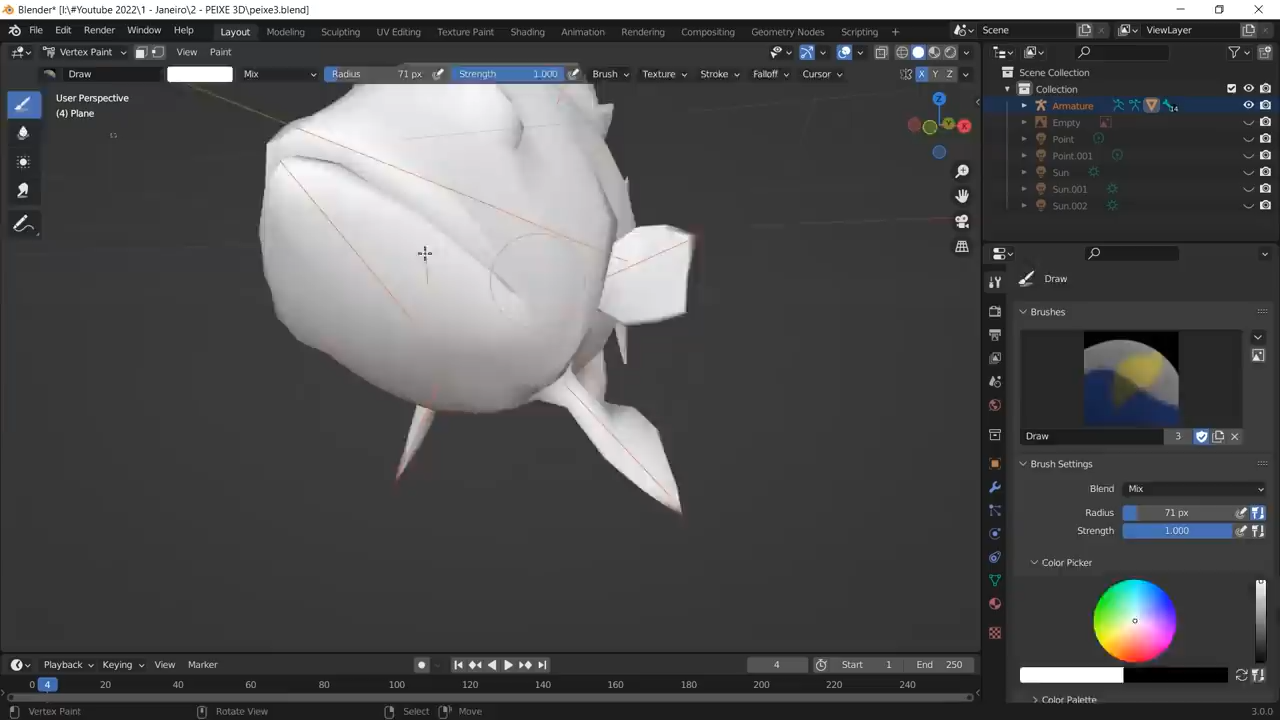 Blender* [I:\#Youtube 2022\1 - Janeiro\2 - PEIXE 3D\peixe3.blend]
File Edit Render Window Help Layout Modeling Sculpting UV Editing Texture Paint Shading Animation Rendering Compositing Geometry Nodes Scripting Scene ViewLayer
Vertex Paint View Paint
Draw Mix Radius 71 px Strength 1.000 Brush Texture Stroke Falloff Cursor X Y Z
User Perspective
(4) Plane
Z
Y
X
Scene Collection
Collection
Armature 14
Empty
Point
Point.001
Sun
Sun.001
Sun.002
Draw
Brushes
Draw 3
Brush Settings
Blend Mix
Radius 71 px
Strength 1.000
Color Picker
Color Palette
Playback Keying View Marker 4 Start 1 End 250
0 4 20 40 60 80 100 120 140 160 180 200 220 240
Vertex Paint Rotate View Select Move 3.0.0